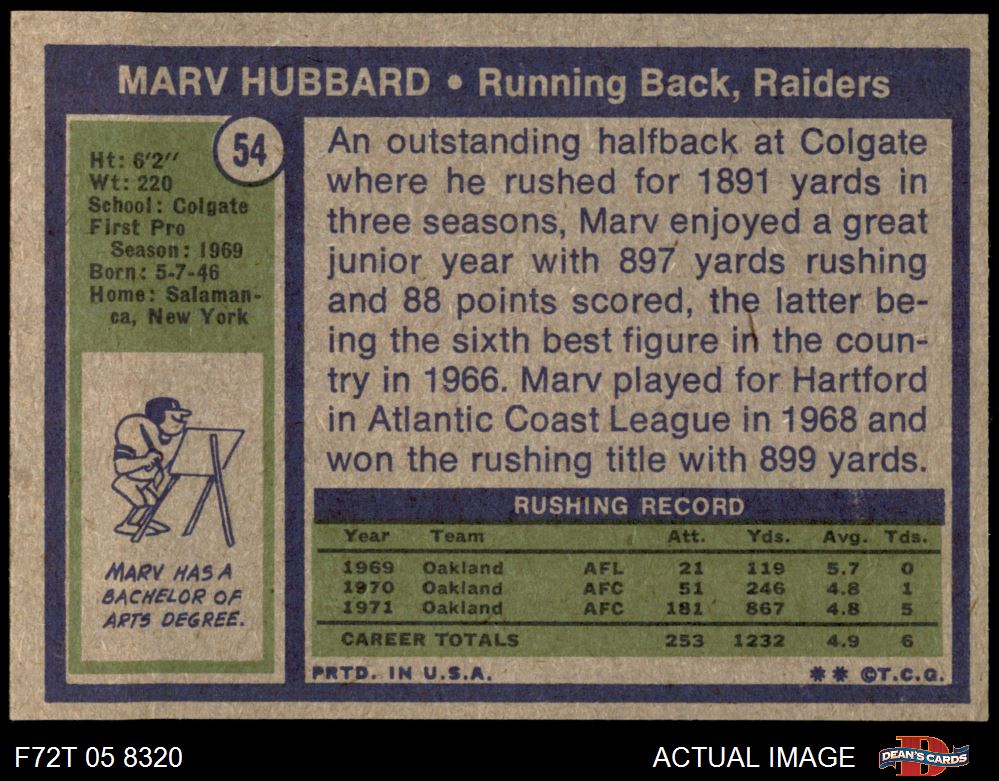 MARV HUBBARD • Running Back, Raiders
54
Ht: 6'2"
Wt: 220
School: Colgate
First Pro
Season: 1969
Born: 5-7-46
Home: Salaman-
ca, New York
MARV HAS A
BACHELOR OF
ARTS DEGREE.
An outstanding halfback at Colgate
where he rushed for 1891 yards in
three seasons, Marv enjoyed a great
junior year with 897 yards rushing
and 88 points scored, the latter be-
ing the sixth best figure in the coun-
try in 1966. Marv played for Hartford
in Atlantic Coast League in 1968 and
won the rushing title with 899 yards.
RUSHING RECORD
Year Team Att. Yds. Avg. Tds.
1969 Oakland AFL 21 119 5.7 0
1970 Oakland AFC 51 246 4.8 1
1971 Oakland AFC 181 867 4.8 5
CAREER TOTALS 253 1232 4.9 6
PRTD. IN U.S.A. ** ©T.C.G.
F72T 05 8320 ACTUAL IMAGE D DEAN'S CARDS